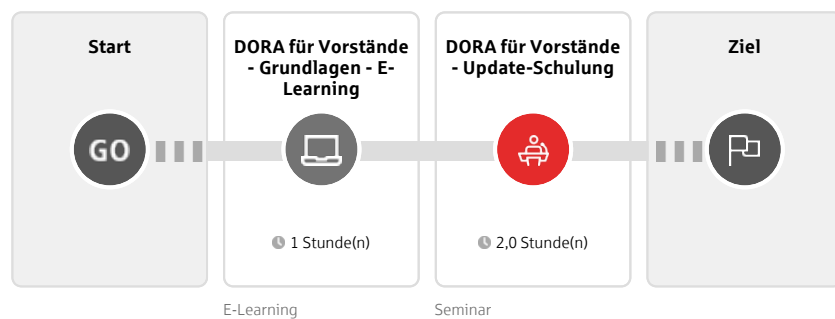 Start
GO
DORA für Vorstände
- Grundlagen - E-
Learning
1 Stunde(n)
E-Learning
DORA für Vorstände
- Update-Schulung
2,0 Stunde(n)
Seminar
Ziel